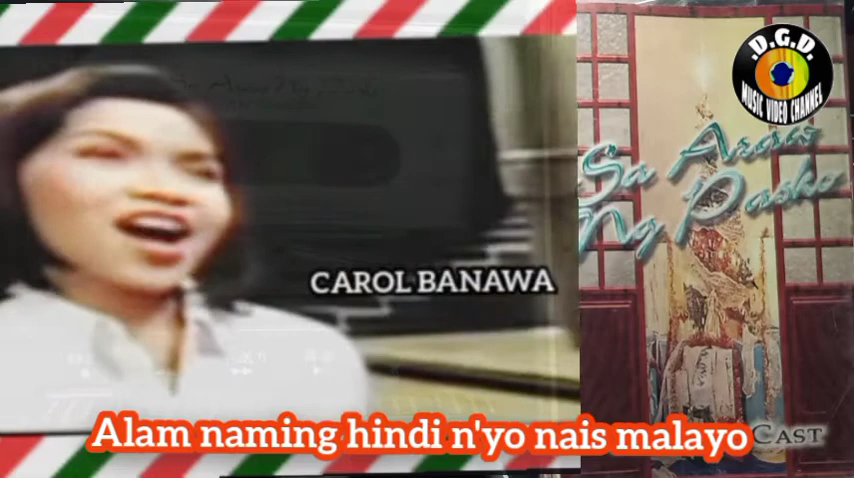 .D.G.D.
MUSIC VIDEO CHANNEL
Sa Araw
Ng Pasko
CAROL BANAWA
Alam naming hindi n'yo nais malayo
CAST